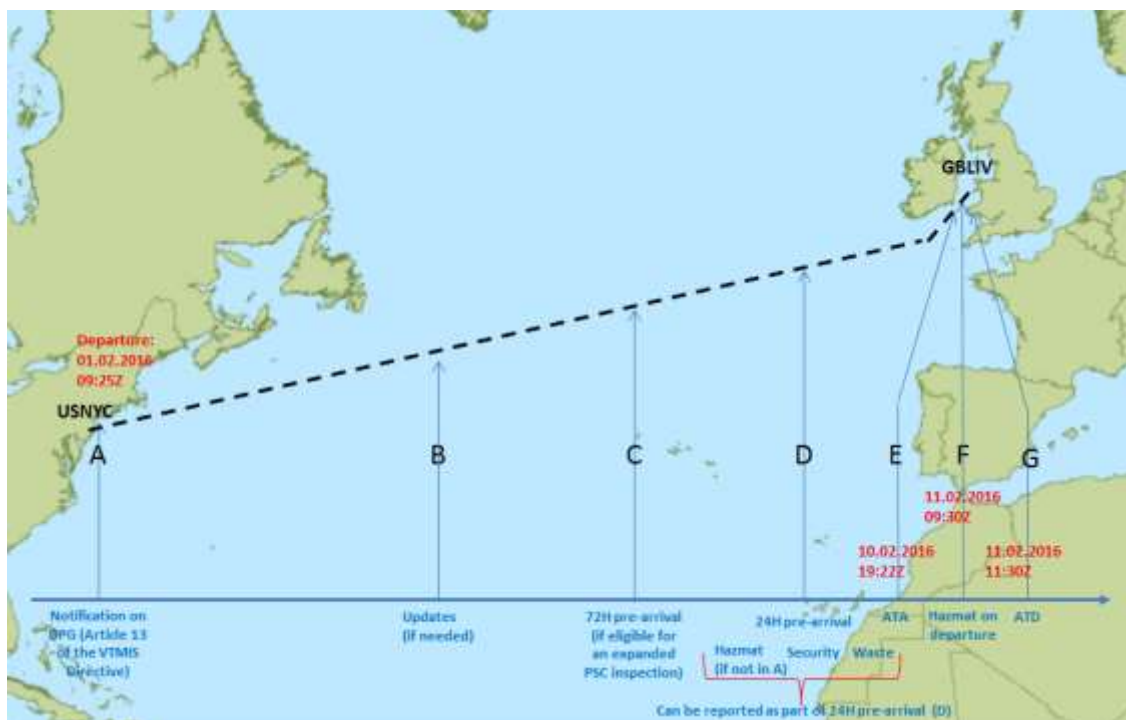 GBLIV
Departure:
01.02.2016
09:25Z
USNYC
A
B
C
D
E
F
G
11.02.2016
09:30Z
10.02.2016
19:22Z
11.02.2016
11:30Z
Notification on
DPG (Article 13
of the VTMIS
Directive)
Updates
(if needed)
72H pre-arrival
(if eligible for
an expanded
PSC inspection)
24H pre-arrival
ATA
Hazmat on
departure
ATD
Hazmat
(if not in A)
Security
Waste
Can be reported as part of 24H pre-arrival (D)